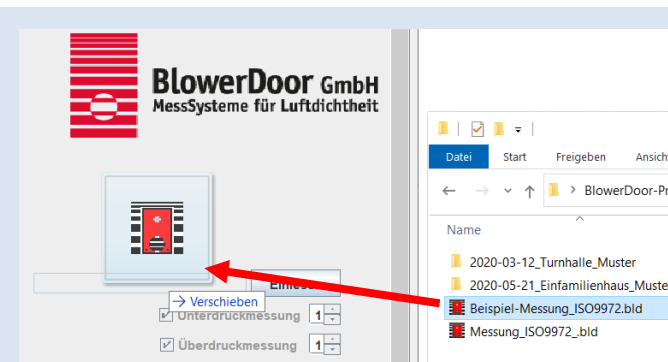 BlowerDoor GmbH
MessSysteme für Luftdichtheit
Verschieben
Unterdruckmessung 1
Überdruckmessung 1
Datei Start Freigeben Ansich
BlowerDoor-Pr
Name
2020-03-12_Turnhalle_Muster
2020-05-21_Einfamilienhaus_Muste
Beispiel-Messung_ISO9972.bld
Messung_ISO9972_.bld